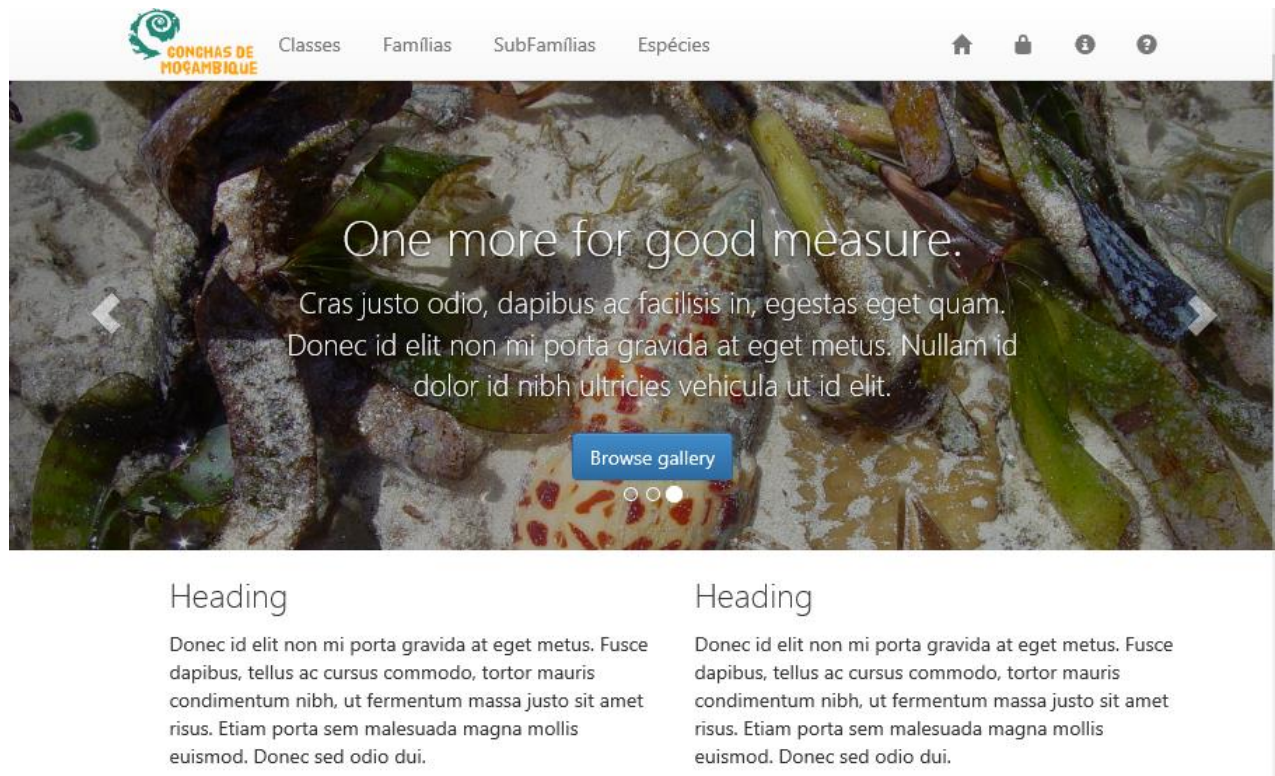 CONCHAS DE
MOÇAMBIQUE
Classes Famílias SubFamílias Espécies
One more for good measure.
Cras justo odio, dapibus ac facilisis in, egestas eget quam.
Donec id elit non mi porta gravida at eget metus. Nullam id
dolor id nibh ultricies vehicula ut id elit.
Browse gallery
Heading
Donec id elit non mi porta gravida at eget metus. Fusce
dapibus, tellus ac cursus commodo, tortor mauris
condimentum nibh, ut fermentum massa justo sit amet
risus. Etiam porta sem malesuada magna mollis
euismod. Donec sed odio dui.
Heading
Donec id elit non mi porta gravida at eget metus. Fusce
dapibus, tellus ac cursus commodo, tortor mauris
condimentum nibh, ut fermentum massa justo sit amet
risus. Etiam porta sem malesuada magna mollis
euismod. Donec sed odio dui.